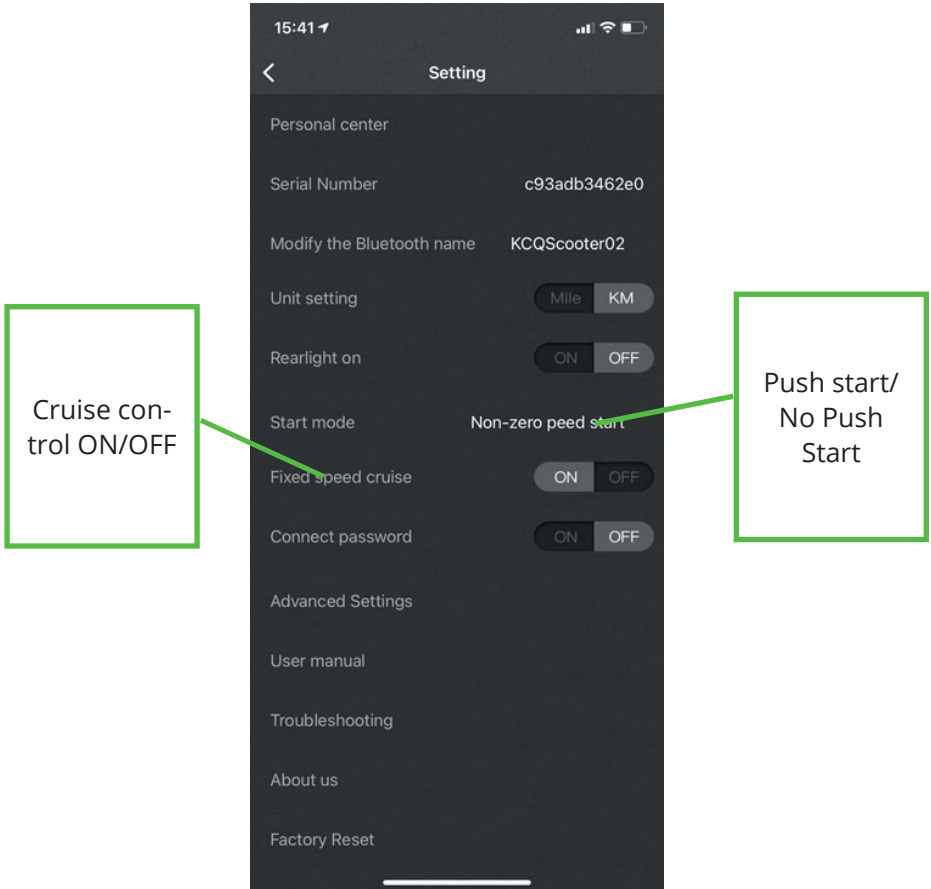 15:41
Setting
Personal center
Serial Number c93adb3462e0
Modify the Bluetooth name KCQScooter02
Unit setting Mile KM
Rearlight on ON OFF
Start mode Non-zero peed start
Fixed speed cruise ON OFF
Connect password ON OFF
Advanced Settings
User manual
Troubleshooting
About us
Factory Reset
Cruise con-
trol ON/OFF
Push start/
No Push
Start